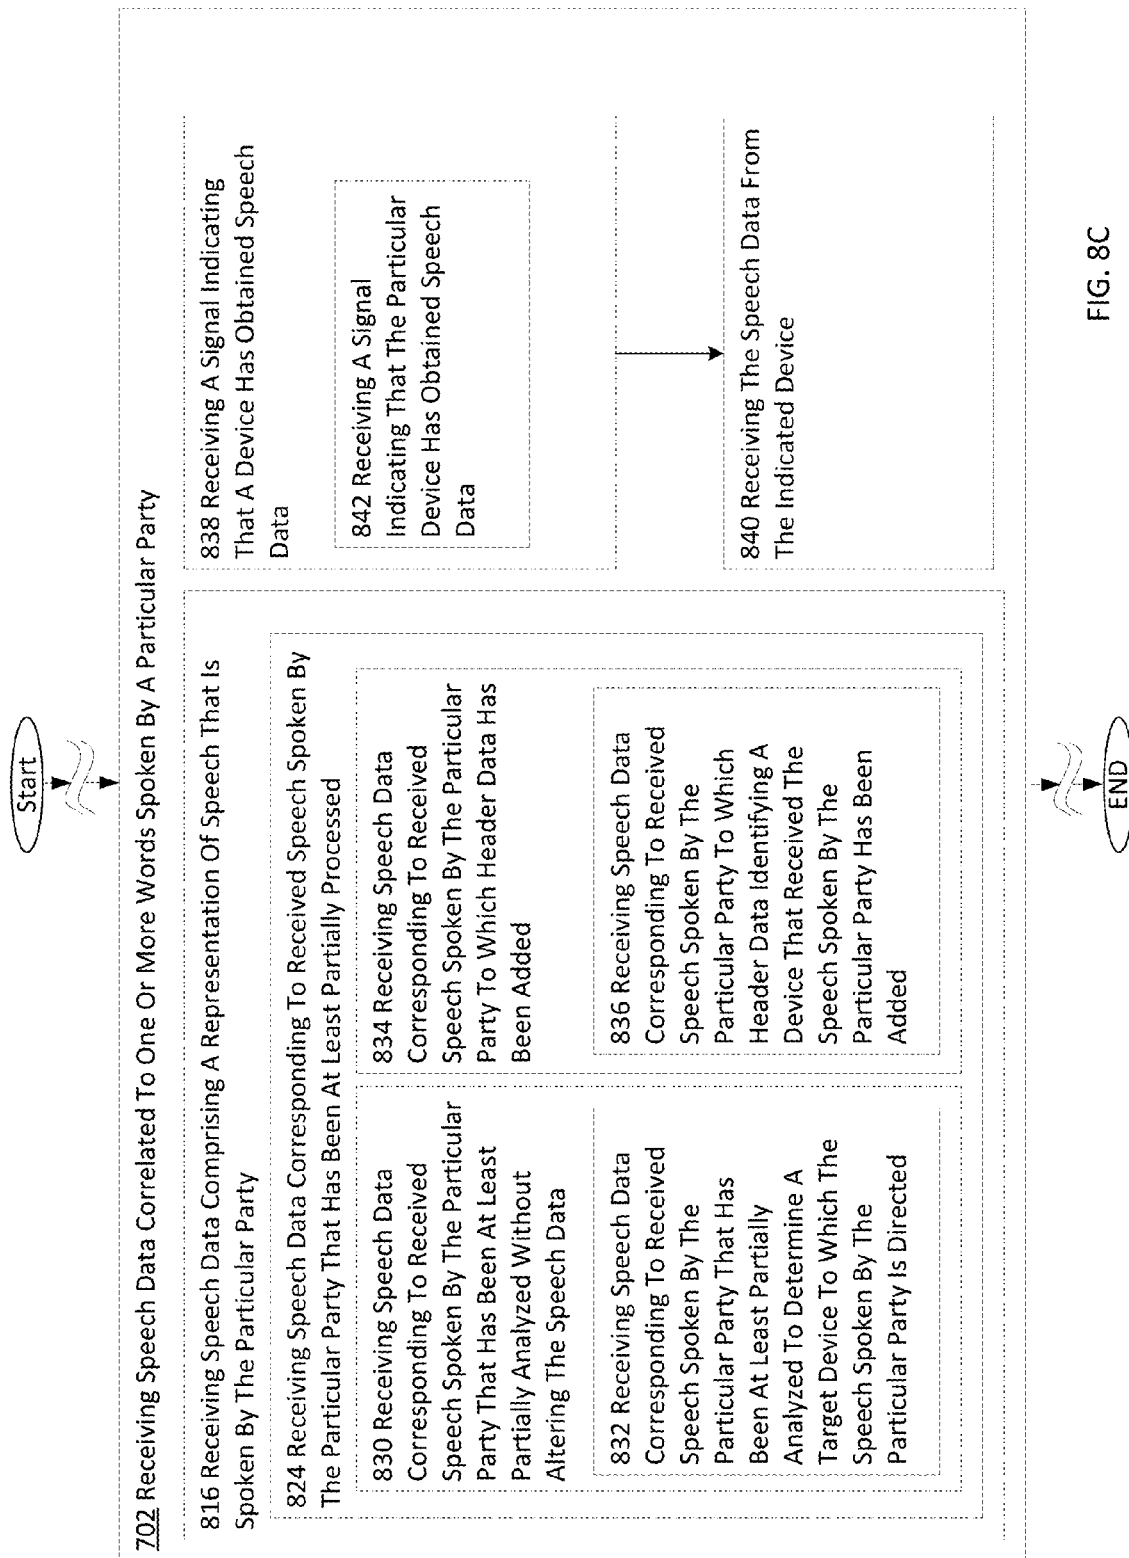 Start
702 Receiving Speech Data Correlated To One Or More Words Spoken By A Particular Party
816 Receiving Speech Data Comprising A Representation Of Speech That Is
Spoken By The Particular Party
824 Receiving Speech Data Corresponding To Received Speech Spoken By
The Particular Party That Has Been At Least Partially Processed
830 Receiving Speech Data
Corresponding To Received
Speech Spoken By The Particular
Party That Has Been At Least
Partially Analyzed Without
Altering The Speech Data
832 Receiving Speech Data
Corresponding To Received
Speech Spoken By The
Particular Party That Has
Been At Least Partially
Analyzed To Determine A
Target Device To Which The
Speech Spoken By The
Particular Party Is Directed
834 Receiving Speech Data
Corresponding To Received
Speech Spoken By The Particular
Party To Which Header Data Has
Been Added
836 Receiving Speech Data
Corresponding To Received
Speech Spoken By The
Particular Party To Which
Header Data Identifying A
Device That Received The
Speech Spoken By The
Particular Party Has Been
Added
838 Receiving A Signal Indicating
That A Device Has Obtained Speech
Data
842 Receiving A Signal
Indicating That The Particular
Device Has Obtained Speech
Data
840 Receiving The Speech Data From
The Indicated Device
END
FIG. 8C